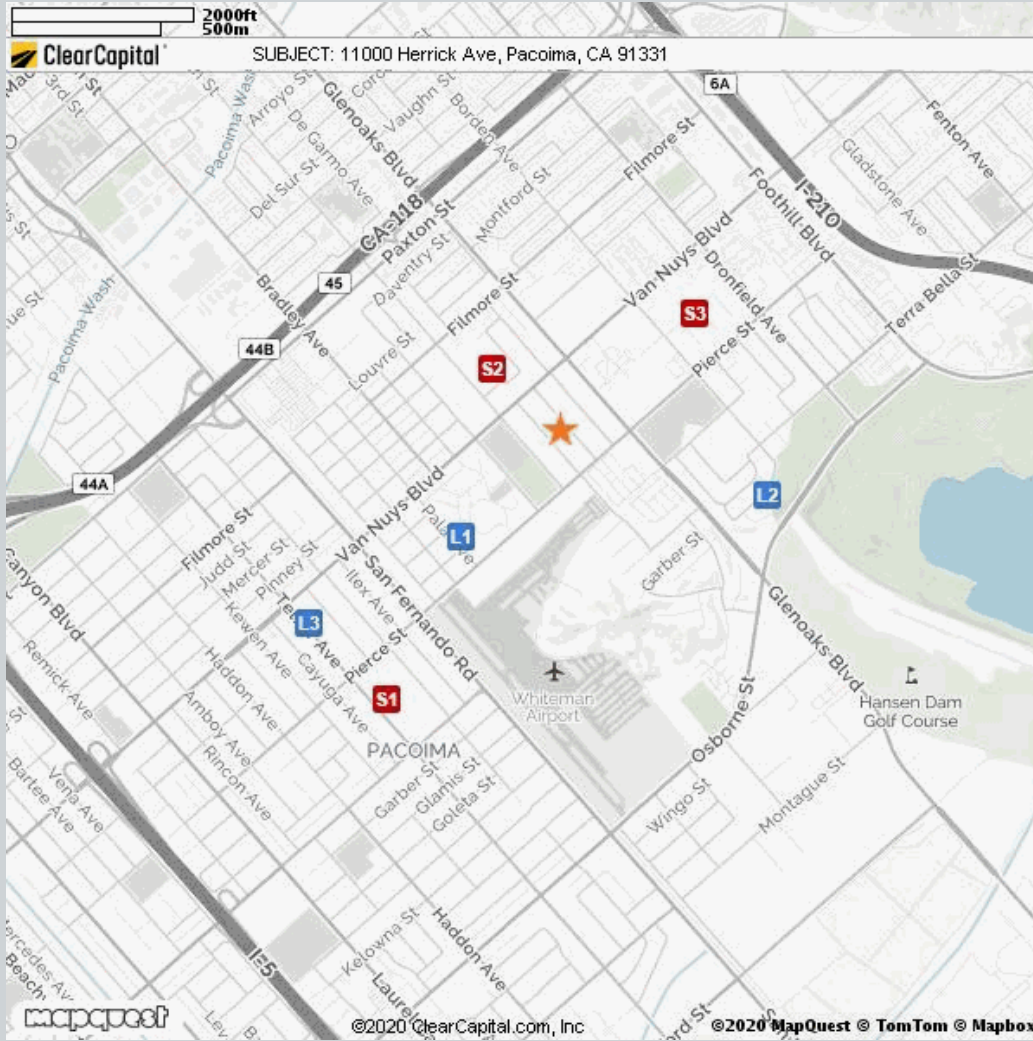 2000ft
500m
ClearCapital
SUBJECT: 11000 Herrick Ave, Pacoima, CA 91331
6A
3rd St
Pacoima Wash
Arroyo St
De Garmo Ave
Del Sur St
Glenoaks Blvd
Vaughn St
Borden Ave
Montford St
Filmore St
Foothill Blvd
I-210
Gladstone Ave
Fenton Ave
CA-118
Paxton St
Daventry St
Van Nuys Blvd
Dronfield Ave
Terra Bella St
45
Bradley Ave
Filmore St
S3
Pierce St
44B
Louvre St
S2
Pacoima Wash
44A
L2
Van Nuys Blvd
L1
Filmore St
Judd St
Mercer St
Pinney St
Ilex Ave
San Fernando Rd
Garber St
Glenoaks Blvd
Canyon Blvd
L3
Kewen Ave
Pierce St
Remick Ave
Haddon Ave
Cayuga Ave
S1
Whiteman
Airport
Hansen Dam
Golf Course
Amboy Ave
Rincon Ave
PACOIMA
Osborne St
Bartee Ave
Vena Ave
Garber St
Glamis St
Goleta St
Wingo St
Montague St
Kelowna St
Haddon Ave
I-5
Laurel
mapquest
©2020 ClearCapital.com, Inc
©2020 MapQuest © TomTom © Mapbox